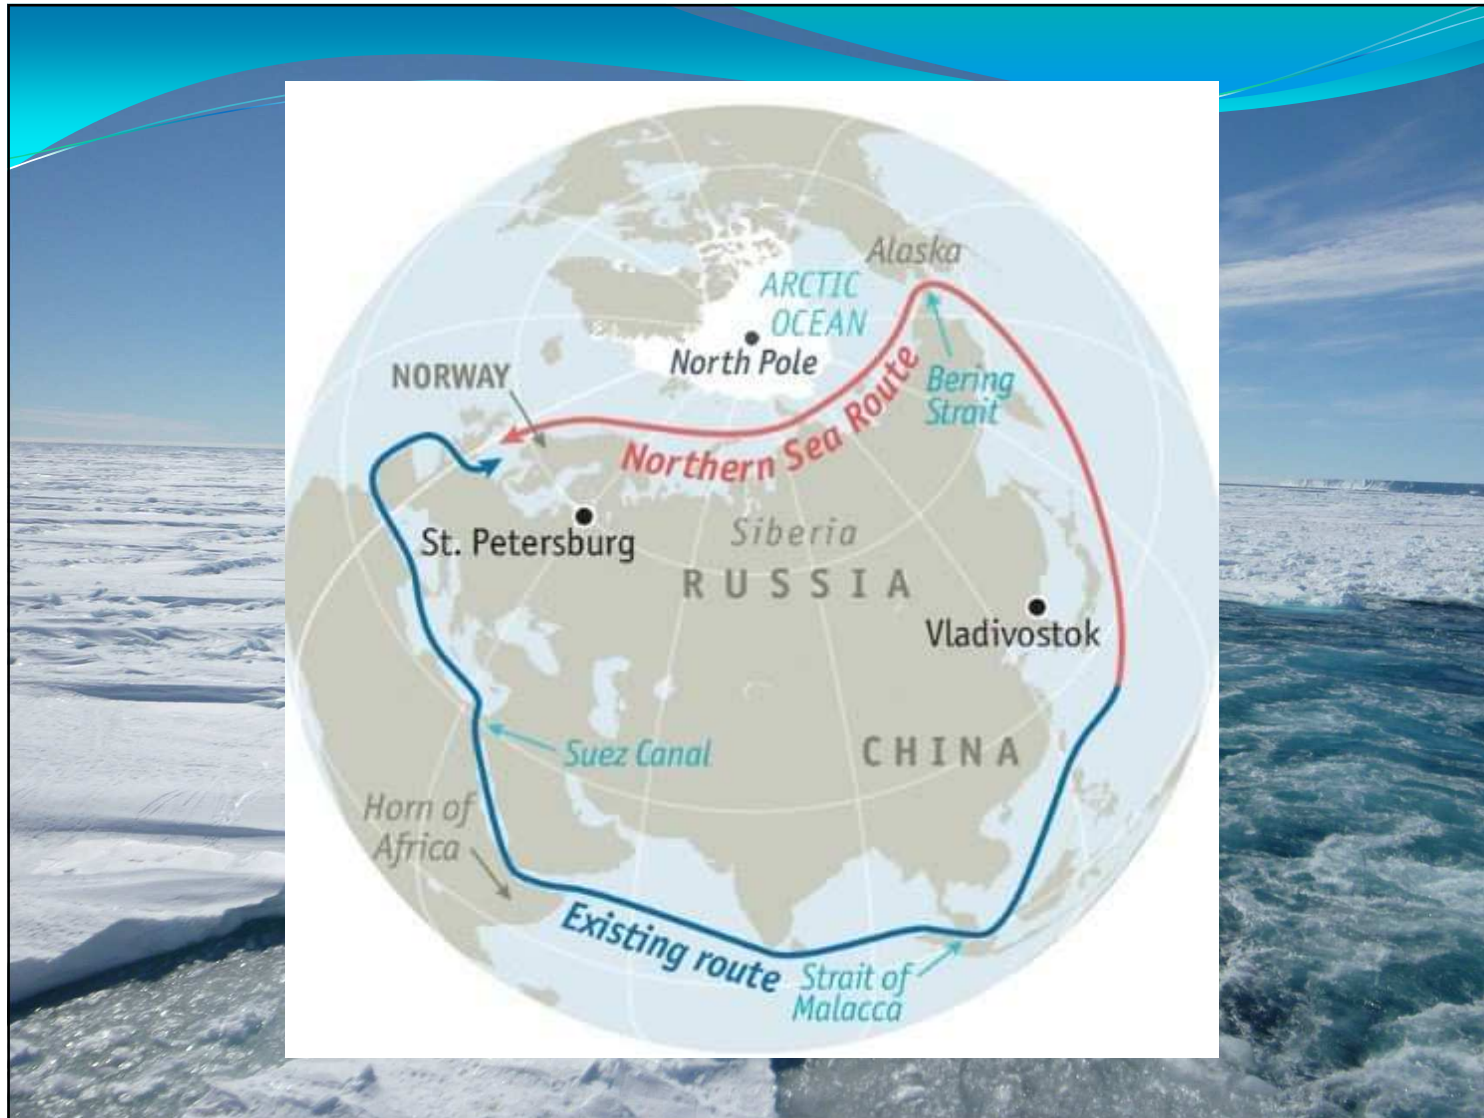 Alaska
ARCTIC
OCEAN
North Pole
NORWAY
Bering
Strait
Northern Sea Route
St. Petersburg
Siberia
RUSSIA
Vladivostok
Suez Canal
CHINA
Horn of
Africa
Existing route
Strait of
Malacca